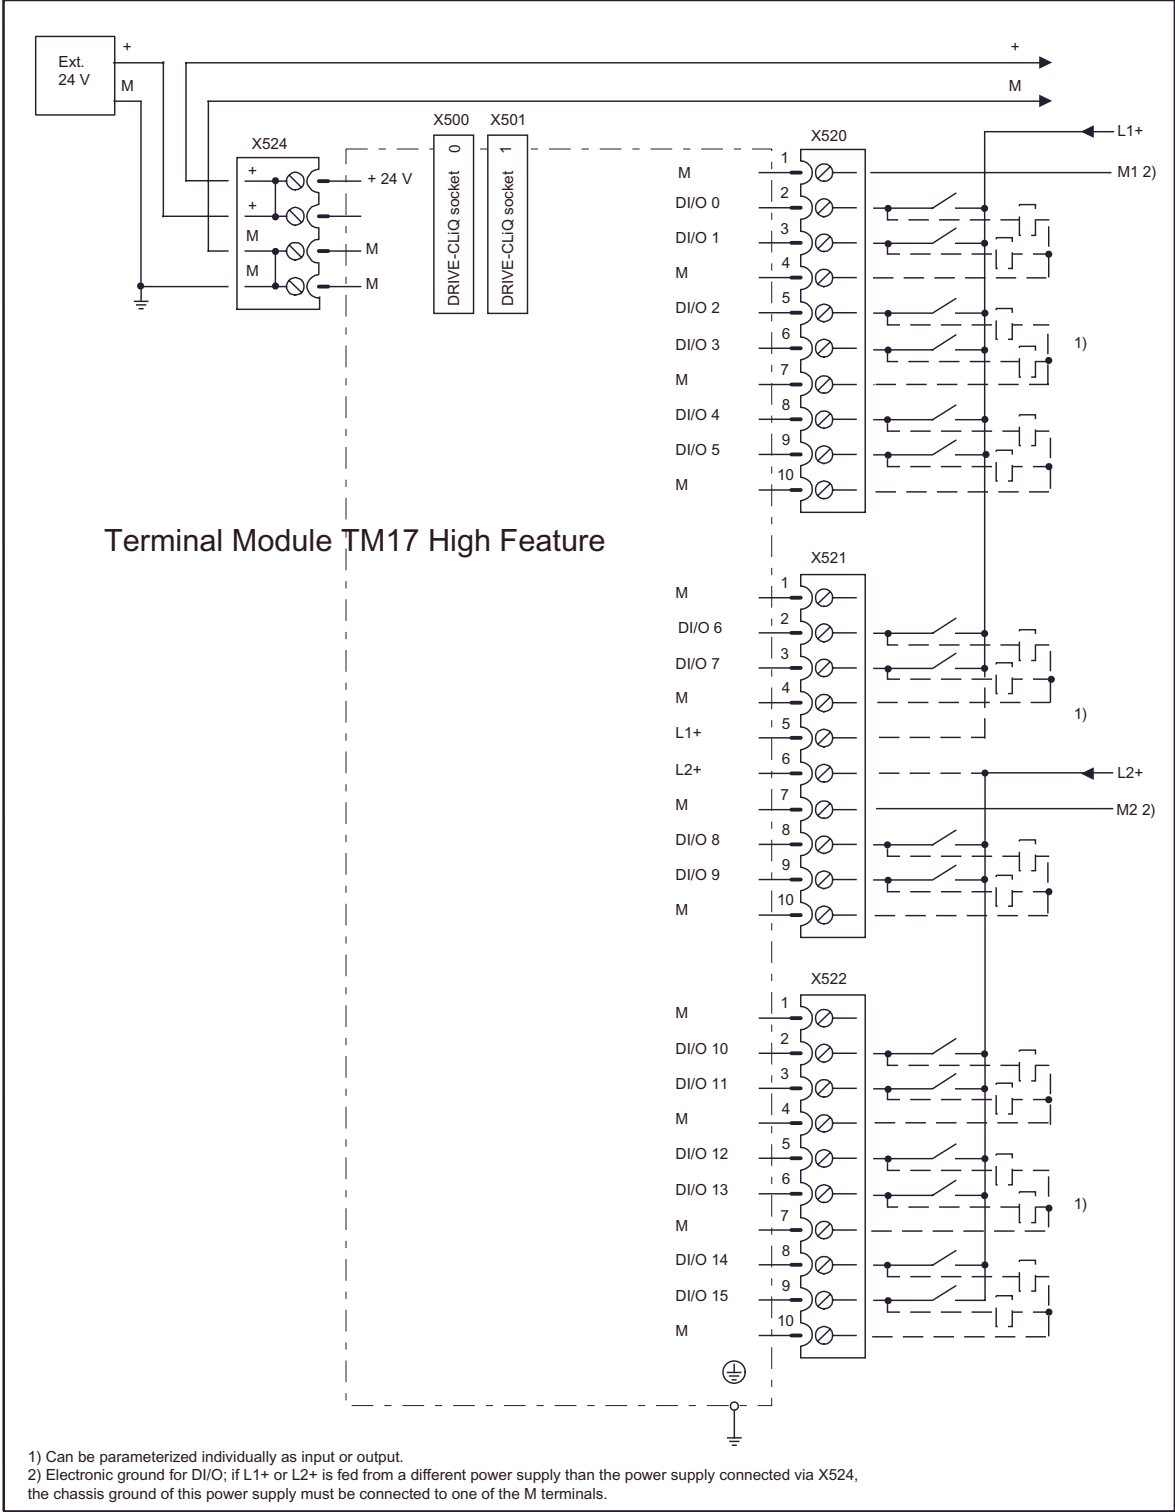 Ext.
24 V
+
M
+
M
X524
+
+
M
M
+ 24 V
M
M
X500
DRIVE-CLiQ socket 0
X501
DRIVE-CLiQ socket 1
X520
L1+
M 1 M1 2)
DI/O 0 2
DI/O 1 3
M 4
DI/O 2 5
DI/O 3 6 1)
M 7
DI/O 4 8
DI/O 5 9
M 10
Terminal Module TM17 High Feature
X521
M 1
DI/O 6 2
DI/O 7 3
M 4
1)
L1+ 5
L2+ 6 L2+
M 7 M2 2)
DI/O 8 8
DI/O 9 9
M 10
X522
M 1
DI/O 10 2
DI/O 11 3
M 4
DI/O 12 5
DI/O 13 6 1)
M 7
DI/O 14 8
DI/O 15 9
M 10
1) Can be parameterized individually as input or output.
2) Electronic ground for DI/O; if L1+ or L2+ is fed from a different power supply than the power supply connected via X524,
the chassis ground of this power supply must be connected to one of the M terminals.